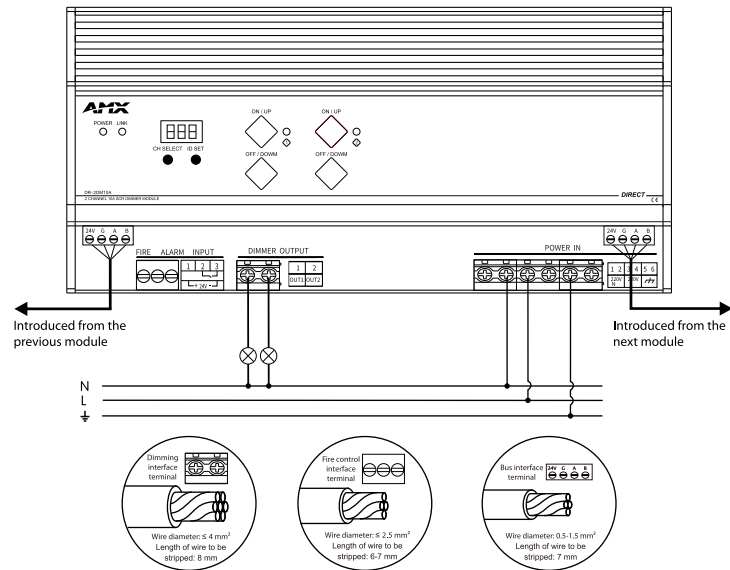 AMX
POWER LINK
CH SELECT ID SET
ON / UP
OFF / DOWM
ON / UP
OFF / DOWM
DR-2DM10A
2 CHANNEL 10A SCR DIMMER MODULE
DIRECT
CE
24V G A B
FIRE ALARM INPUT
1 2 3
+ 24V -
DIMMER OUTPUT
1 2
OUT1 OUT2
POWER IN
24V G A B
1 2 3 4 5 6
220V N
Introduced from the
previous module
Introduced from the
next module
N
L
Dimming
interface
terminal
Wire diameter: ≤ 4 mm²
Length of wire to be
stripped: 8 mm
Fire control
interface
terminal
Wire diameter: ≤ 2.5 mm²
Length of wire to be
stripped: 6-7 mm
Bus interface
terminal
24V G A B
Wire diameter: 0.5-1.5 mm²
Length of wire to be
stripped: 7 mm